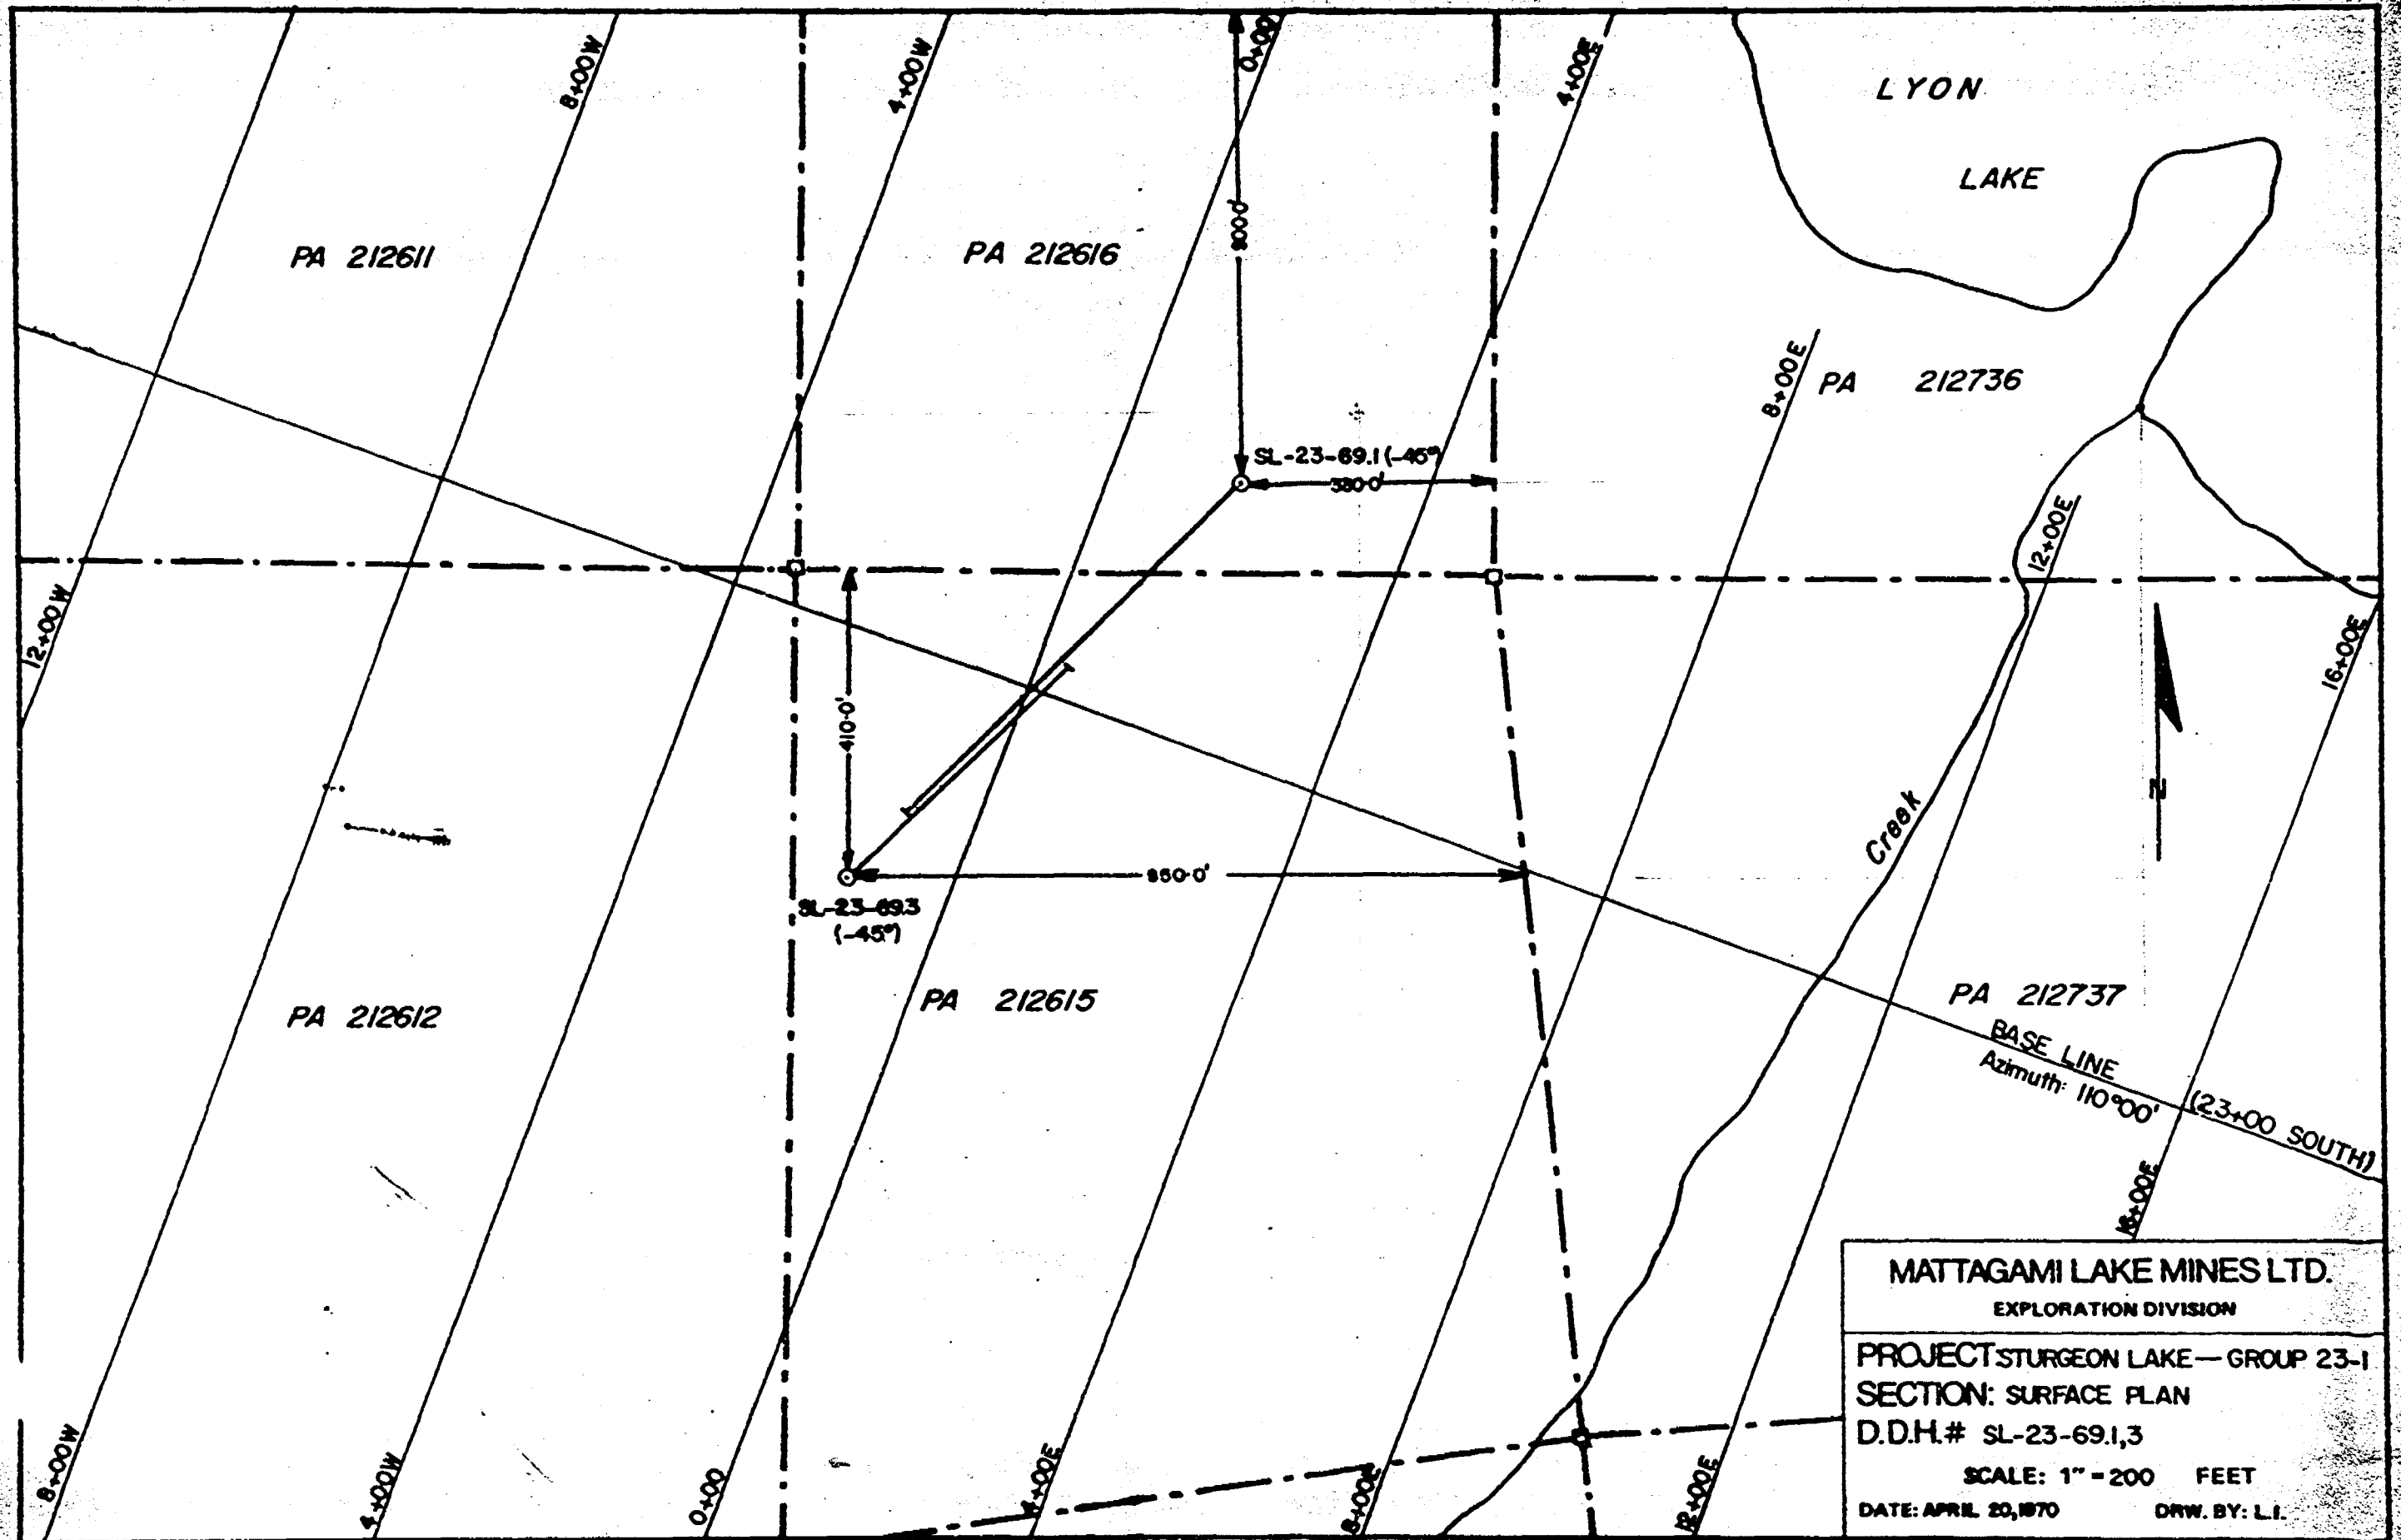 8+00W
4+00W
0+00
4+00E
LYON
LAKE
PA 212611
PA 212616
8+00E
PA 212736
SL-23-69.1 (-45°)
12+00E
12+00W
16+00E
410·0'
N
Creek
850·0'
SL-23-69.3
(-45°)
PA 212612
PA 212615
PA 212737
BASE LINE
Azimuth: 110°00'
(23+00 SOUTH)
16+00E
8+00W
4+00W
0+00
4+00E
8+00E
12+00E
MATTAGAMI LAKE MINES LTD.
EXPLORATION DIVISION
PROJECT STURGEON LAKE — GROUP 23-1
SECTION: SURFACE PLAN
D.D.H.# SL-23-69.1,3
SCALE: 1" = 200 FEET
DATE: APRIL 20,1970 DRW. BY: L.I.